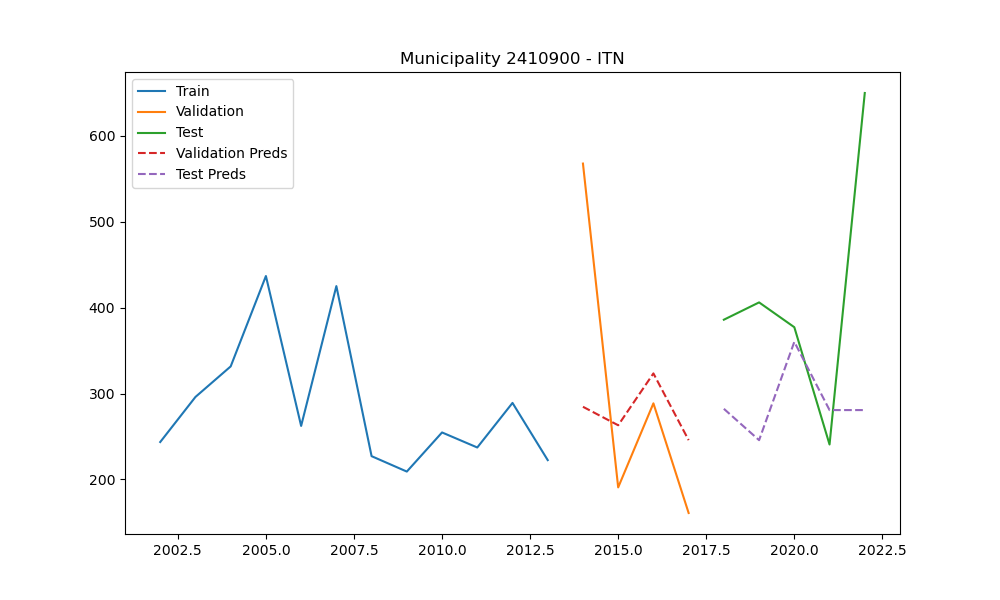 Municipality 2410900 - ITN
Train
Validation
Test
Validation Preds
Test Preds
600
500
400
300
200
2002.5 2005.0 2007.5 2010.0 2012.5 2015.0 2017.5 2020.0 2022.5